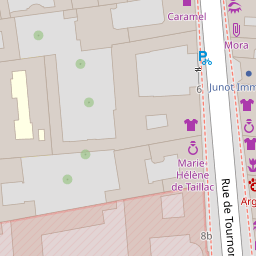 Caramel
Mora
P
6
Junot Imm
Marie-
Hélène
de Taillac
Rue de Tournon
Arg
8b